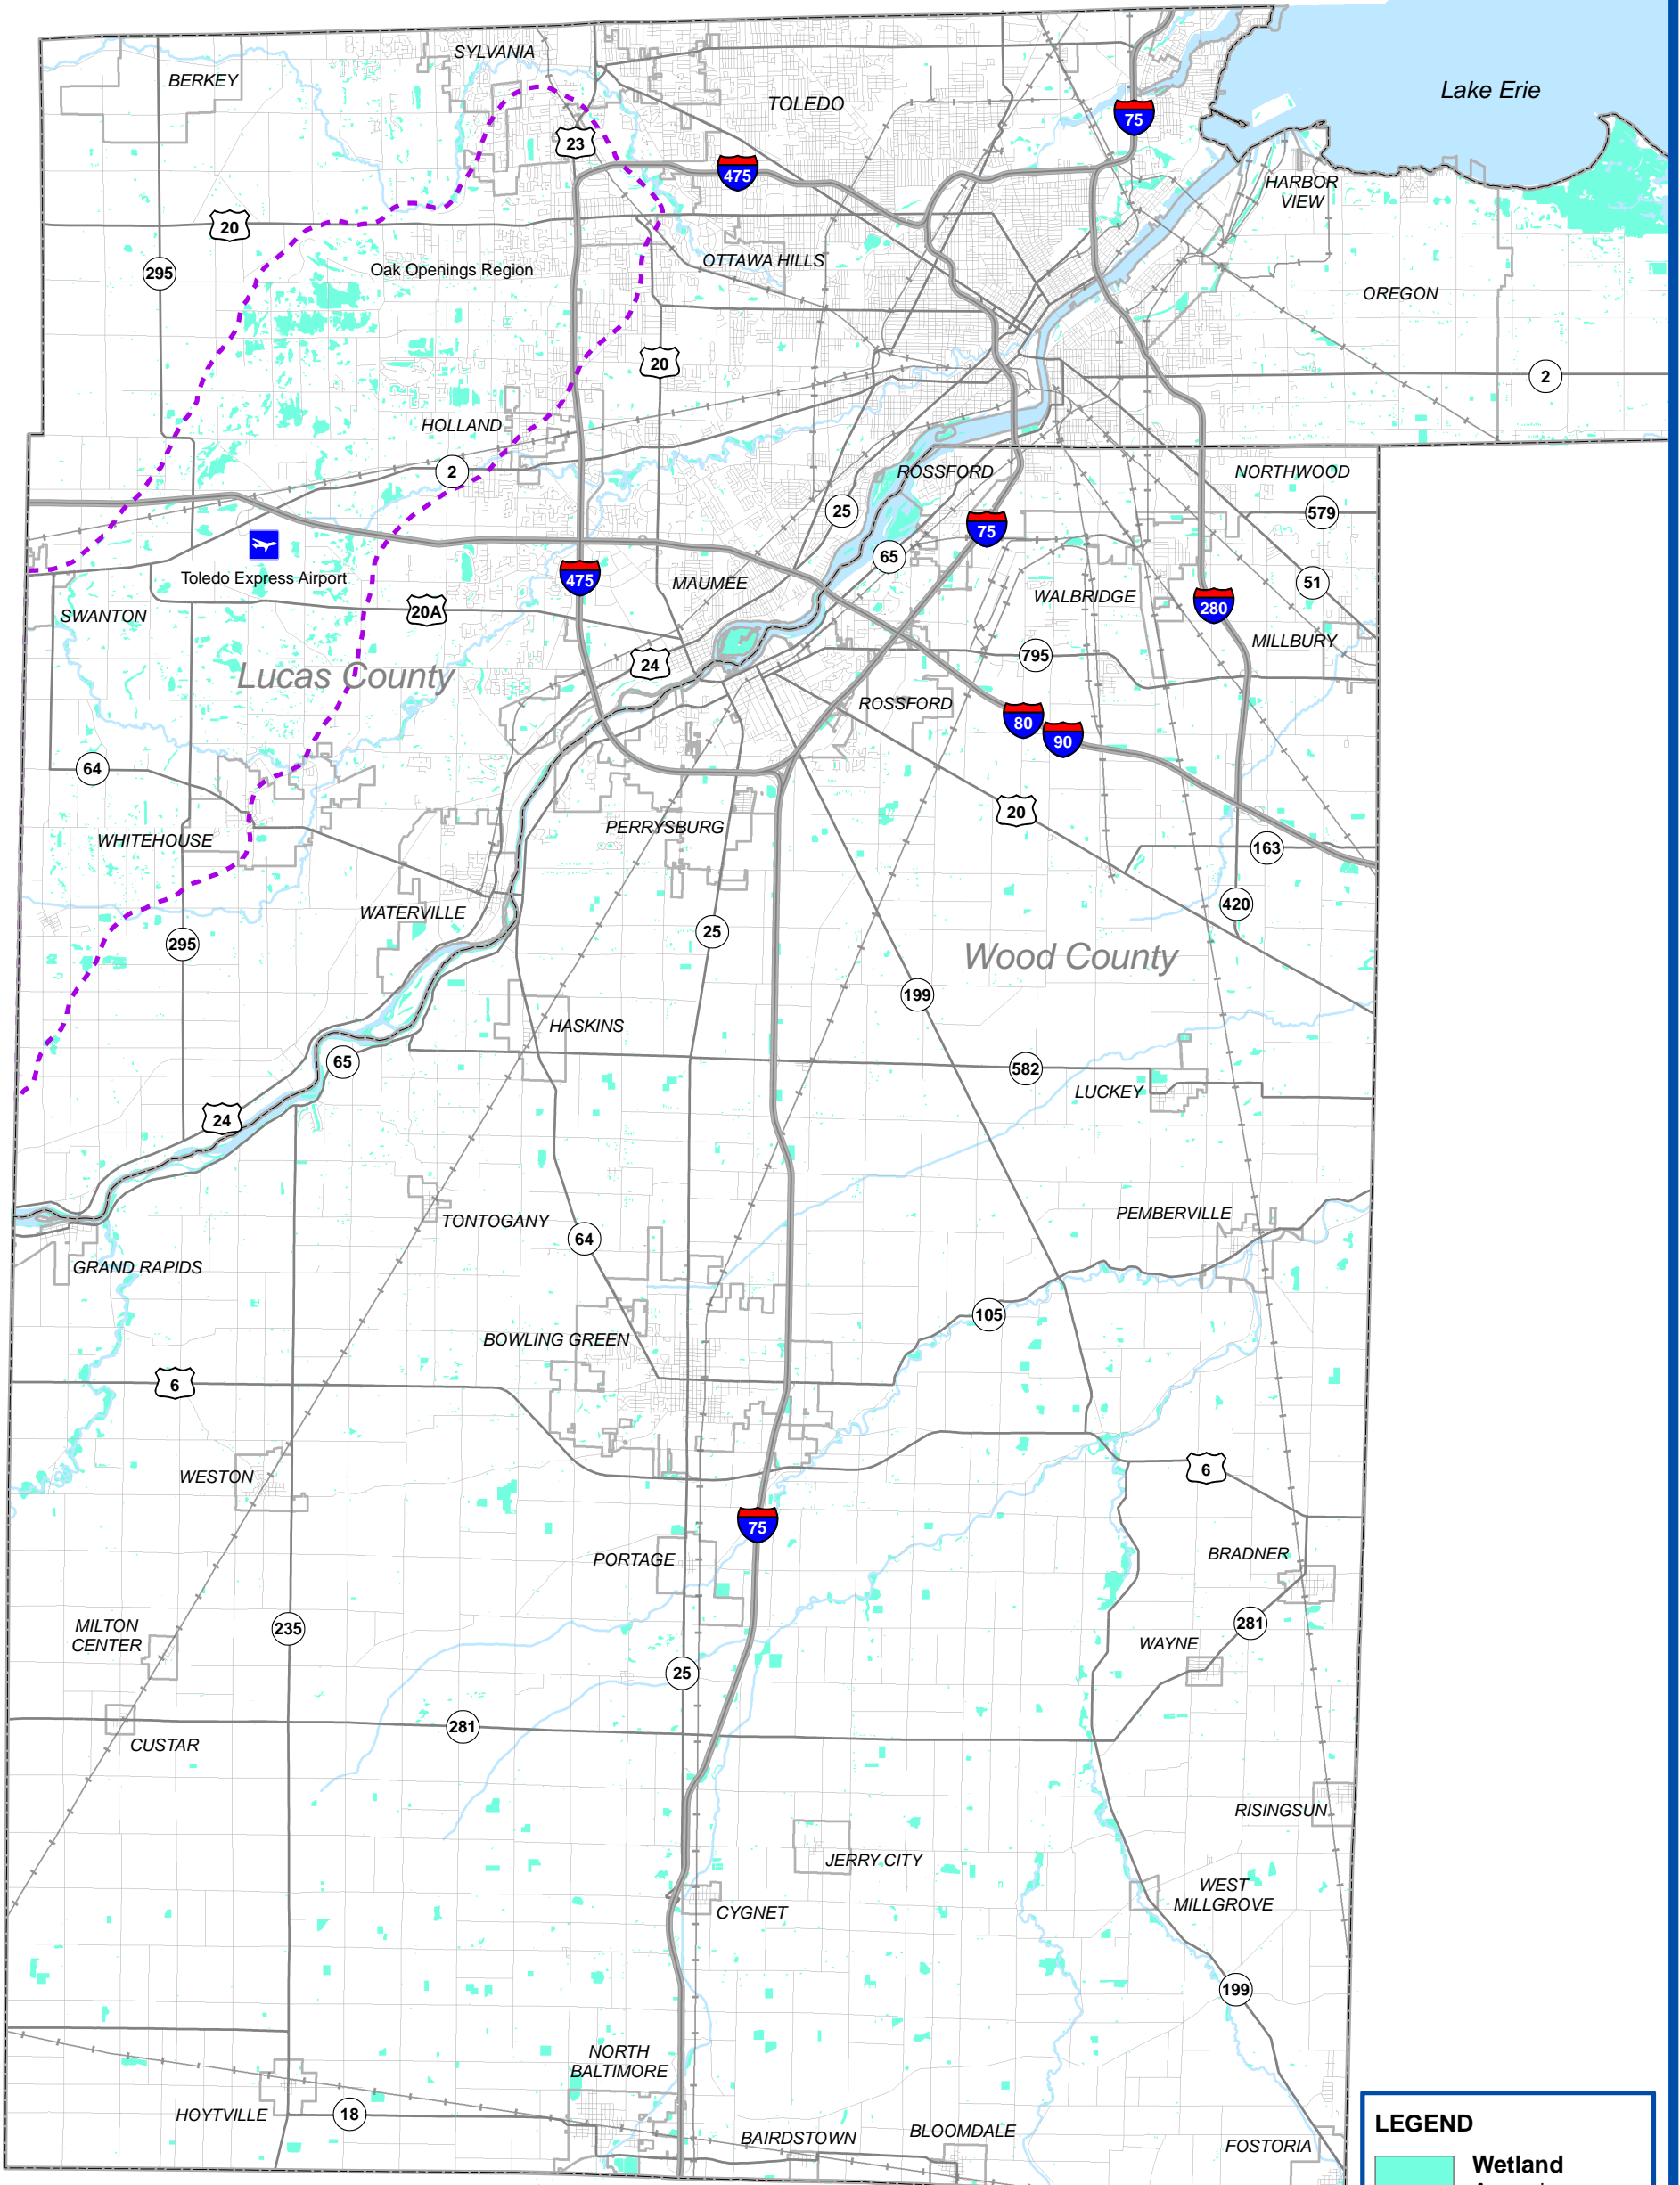 SYLVANIA
BERKEY
TOLEDO
Lake Erie
75
23
475
HARBOR
VIEW
20
295
Oak Openings Region
OTTAWA HILLS
OREGON
20
2
HOLLAND
2
ROSSFORD
NORTHWOOD
25
579
75
65
Toledo Express Airport
475
MAUMEE
51
WALBRIDGE
280
SWANTON
20A
MILLBURY
Lucas County
24
795
ROSSFORD
80
90
64
20
PERRYSBURG
WHITEHOUSE
163
WATERVILLE
420
295
25
Wood County
199
HASKINS
65
582
LUCKEY
24
TONTOGANY
PEMBERVILLE
64
GRAND RAPIDS
105
BOWLING GREEN
6
WESTON
6
75
PORTAGE
BRADNER
MILTON
CENTER
235
281
WAYNE
25
281
CUSTAR
RISINGSUN
JERRY CITY
WEST
MILLGROVE
CYGNET
199
NORTH
BALTIMORE
HOYTVILLE
18
BAIRDSTOWN
BLOOMDALE
FOSTORIA
LEGEND
Wetland